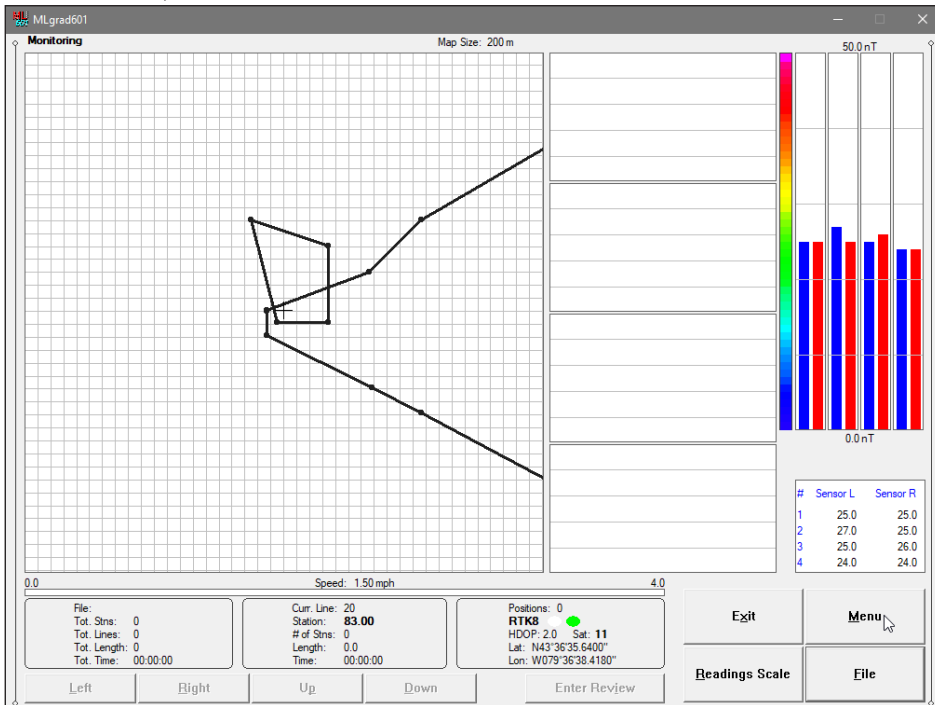 MLgrad601
Monitoring
Map Size: 200 m
50.0 nT
0.0 nT
# Sensor L Sensor R
1 25.0 25.0
2 27.0 25.0
3 25.0 26.0
4 24.0 24.0
0.0 Speed: 1.50 mph 4.0
File:
Tot. Stns: 0
Tot. Lines: 0
Tot. Length: 0
Tot. Time: 00:00:00
Curr. Line: 20
Station: 83.00
# of Stns: 0
Length: 0.0
Time: 00:00:00
Positions: 0
RTK8
HDOP: 2.0 Sat: 11
Lat: N43°36'35.6400"
Lon: W079°36'38.4180"
Exit
Menu
Readings Scale
File
Left
Right
Up
Down
Enter Review